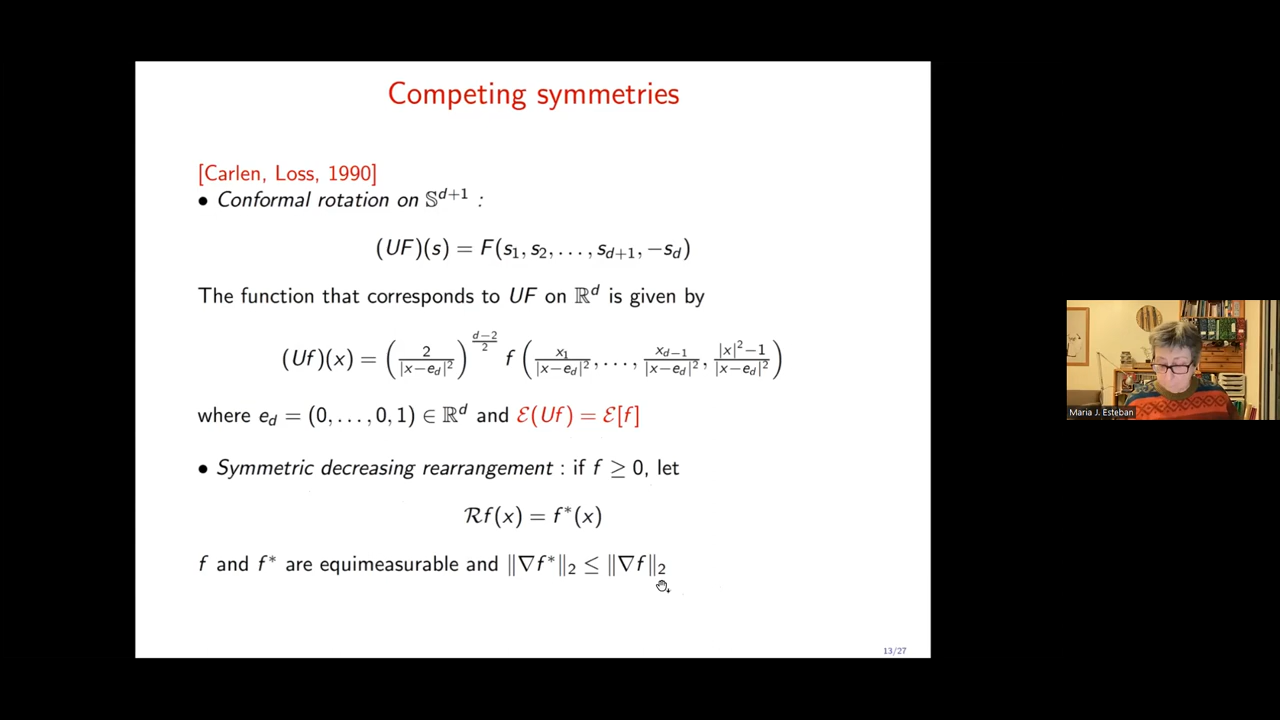 Competing symmetries
[Carlen, Loss, 1990]
• Conformal rotation on 𝕊^{d+1} :
(UF)(s) = F(s_1, s_2, …, s_{d+1}, −s_d)
The function that corresponds to UF on ℝ^d is given by
(Uf)(x) = (2/|x−e_d|^2)^{(d−2)/2} f (x_1/|x−e_d|^2, …, x_{d−1}/|x−e_d|^2, (|x|^2−1)/|x−e_d|^2)
where e_d = (0, …, 0, 1) ∈ ℝ^d and ℰ(Uf) = ℰ[f]
• Symmetric decreasing rearrangement : if f ≥ 0, let
ℛf(x) = f*(x)
f and f* are equimeasurable and ‖∇f*‖_2 ≤ ‖∇f‖_2
13/27
Maria J. Esteban